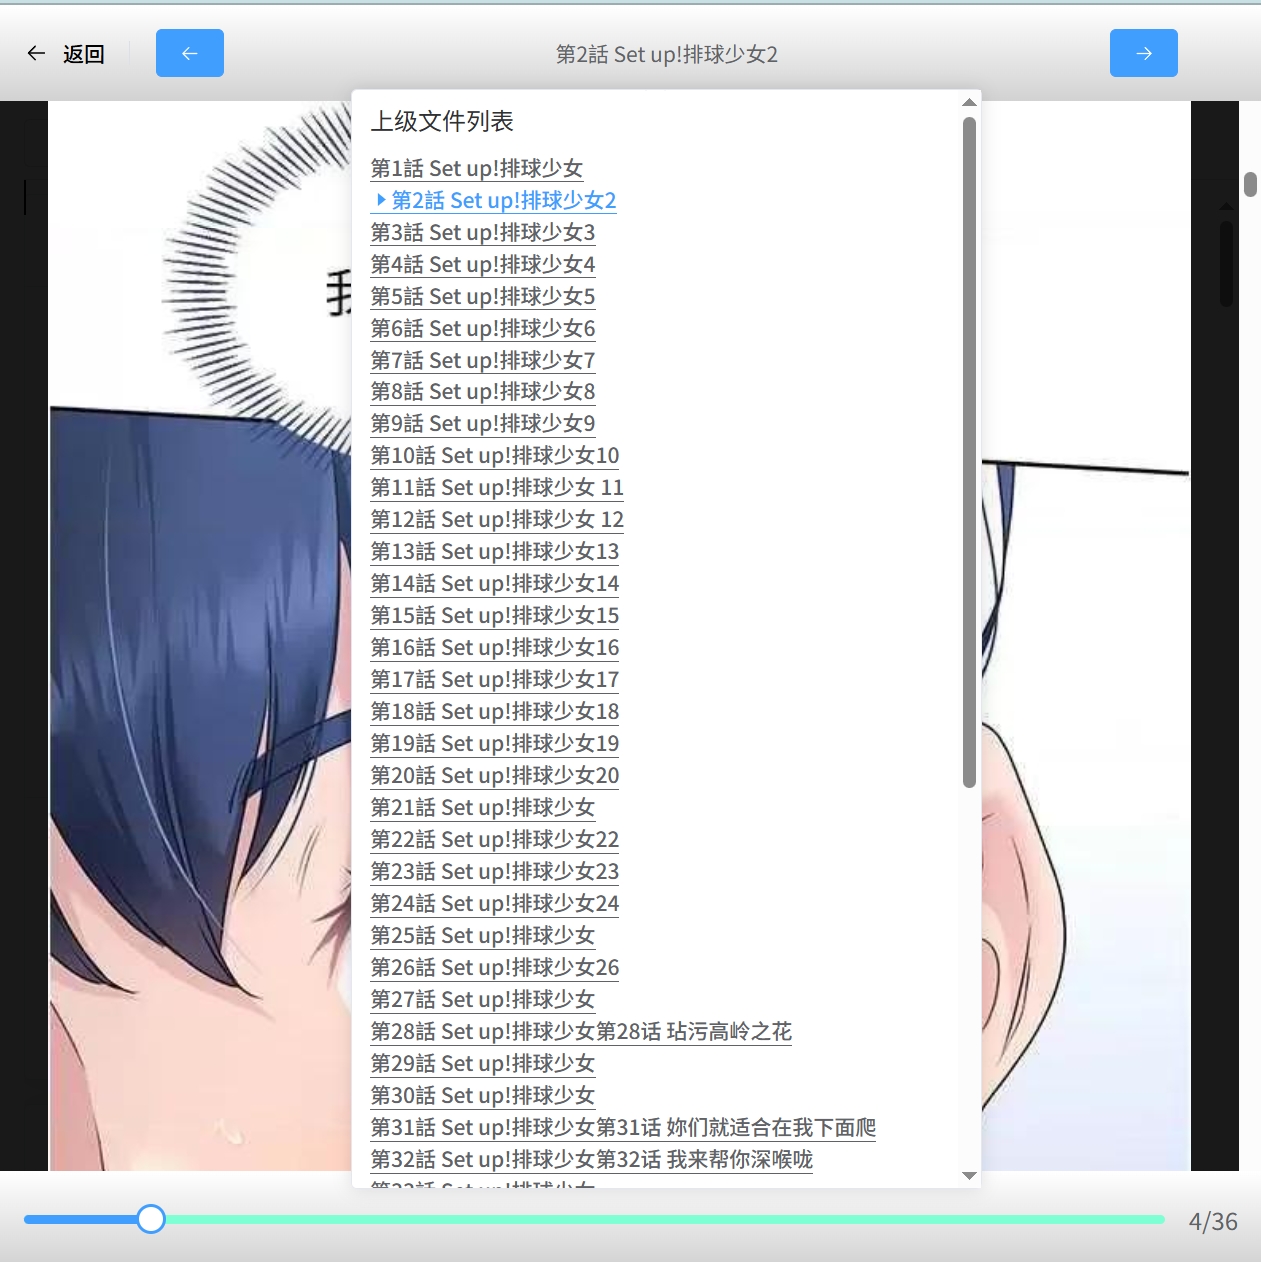 返回
第2話 Set up!排球少女2
上级文件列表
第1話 Set up!排球少女
第2話 Set up!排球少女2
第3話 Set up!排球少女3
第4話 Set up!排球少女4
第5話 Set up!排球少女5
第6話 Set up!排球少女6
第7話 Set up!排球少女7
第8話 Set up!排球少女8
第9話 Set up!排球少女9
第10話 Set up!排球少女10
第11話 Set up!排球少女 11
第12話 Set up!排球少女 12
第13話 Set up!排球少女13
第14話 Set up!排球少女14
第15話 Set up!排球少女15
第16話 Set up!排球少女16
第17話 Set up!排球少女17
第18話 Set up!排球少女18
第19話 Set up!排球少女19
第20話 Set up!排球少女20
第21話 Set up!排球少女
第22話 Set up!排球少女22
第23話 Set up!排球少女23
第24話 Set up!排球少女24
第25話 Set up!排球少女
第26話 Set up!排球少女26
第27話 Set up!排球少女
第28話 Set up!排球少女第28话 玷污高岭之花
第29話 Set up!排球少女
第30話 Set up!排球少女
第31話 Set up!排球少女第31话 妳们就适合在我下面爬
第32話 Set up!排球少女第32话 我来帮你深喉咙
4/36